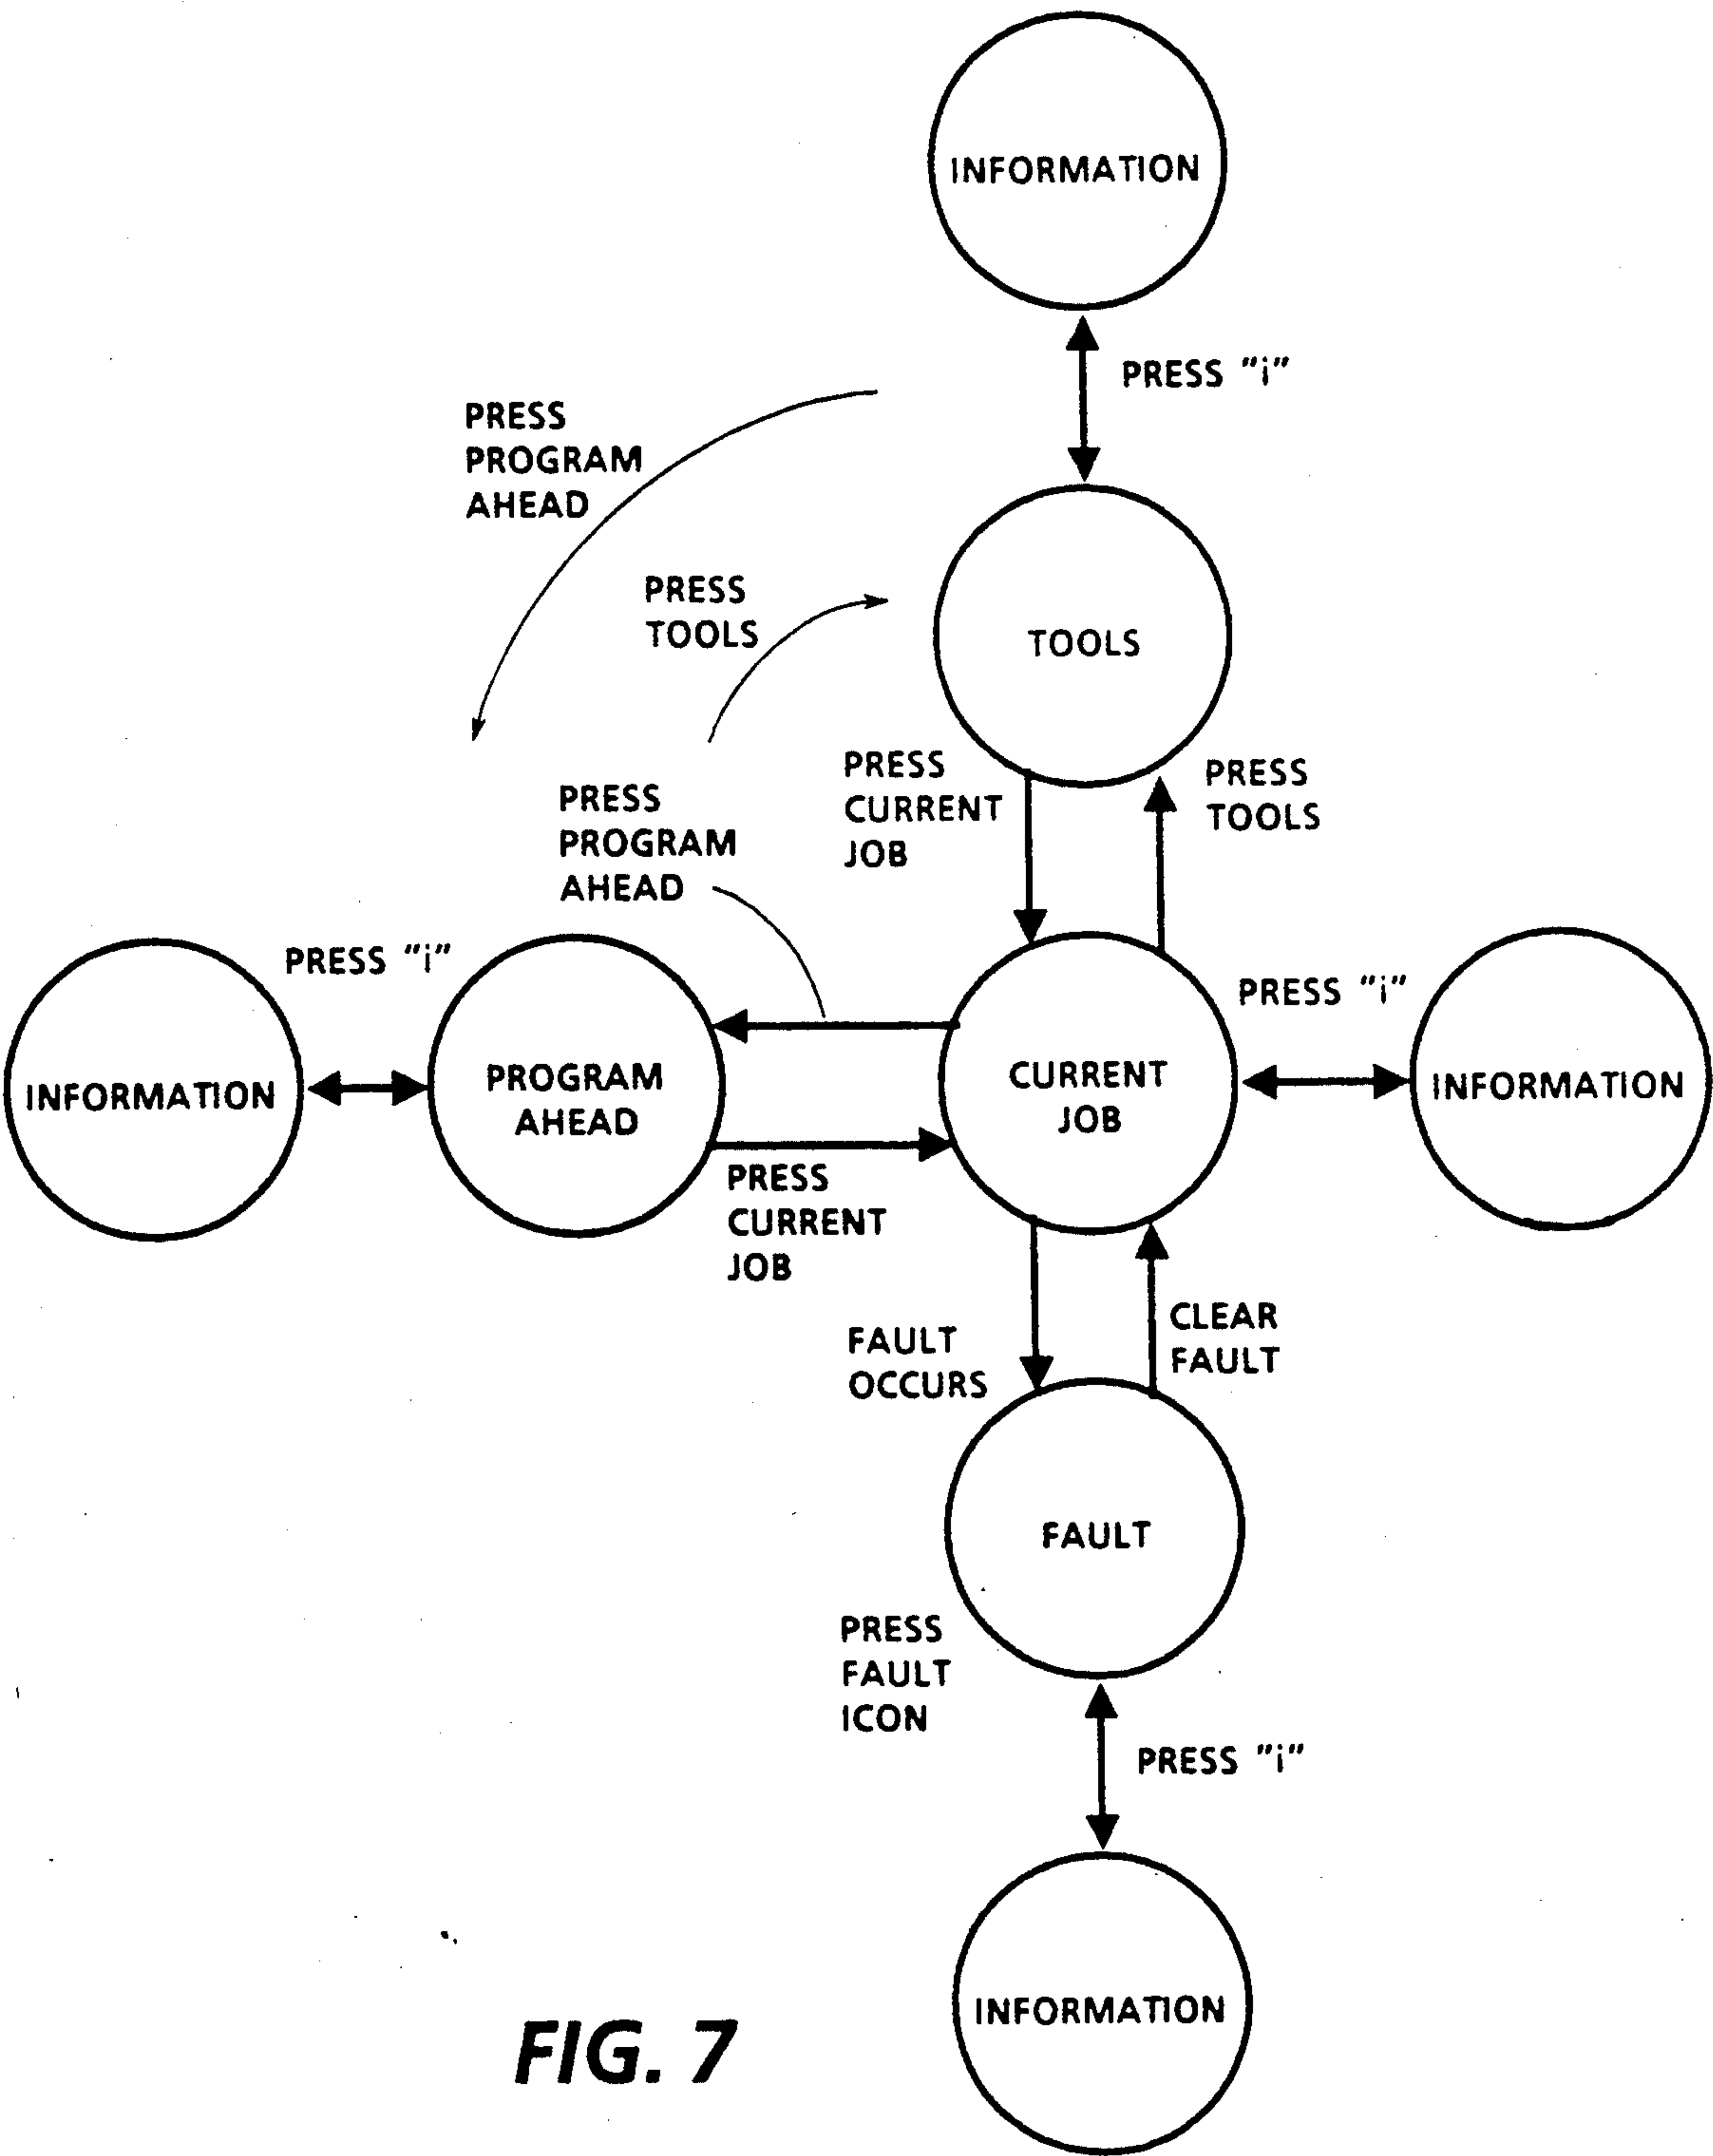 INFORMATION
PRESS "i"
PRESS
PROGRAM
AHEAD
PRESS
TOOLS
TOOLS
PRESS
CURRENT
JOB
PRESS
TOOLS
PRESS
PROGRAM
AHEAD
PRESS "i"
PRESS "i"
INFORMATION
PROGRAM
AHEAD
CURRENT
JOB
INFORMATION
PRESS
CURRENT
JOB
FAULT
OCCURS
CLEAR
FAULT
FAULT
PRESS
FAULT
ICON
PRESS "i"
INFORMATION
FIG. 7